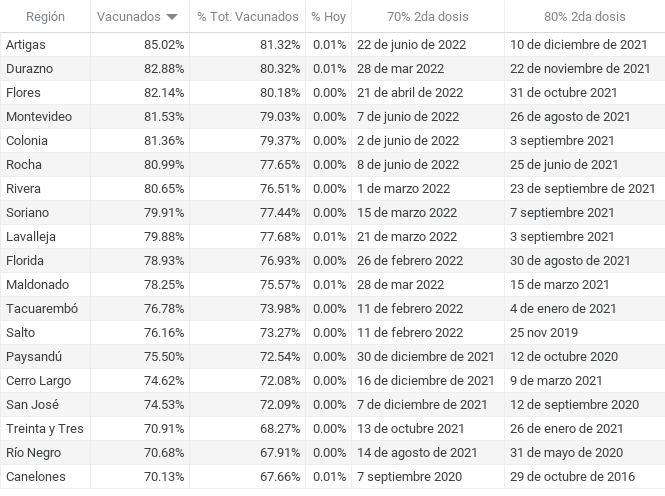 Región Vacunados % Tot. Vacunados % Hoy 70% 2da dosis 80% 2da dosis
Artigas 85.02% 81.32% 0.01% 22 de junio de 2022 10 de diciembre de 2021
Durazno 82.88% 80.32% 0.01% 28 de mar 2022 22 de noviembre de 2021
Flores 82.14% 80.18% 0.00% 21 de abril de 2022 31 de octubre 2021
Montevideo 81.53% 79.03% 0.00% 7 de junio de 2022 26 de agosto de 2021
Colonia 81.36% 79.37% 0.00% 2 de junio de 2022 3 septiembre 2021
Rocha 80.99% 77.65% 0.00% 8 de junio de 2022 25 de junio de 2021
Rivera 80.65% 76.51% 0.00% 1 de marzo 2022 23 de septiembre de 2021
Soriano 79.91% 77.44% 0.00% 15 de marzo 2022 7 septiembre 2021
Lavalleja 79.88% 77.68% 0.01% 21 de marzo 2022 3 septiembre 2021
Florida 78.93% 76.93% 0.00% 26 de febrero 2022 30 de agosto de 2021
Maldonado 78.25% 75.57% 0.01% 28 de mar 2022 15 de marzo 2021
Tacuarembó 76.78% 73.98% 0.00% 11 de febrero 2022 4 de enero de 2021
Salto 76.16% 73.27% 0.00% 11 de febrero 2022 25 nov 2019
Paysandú 75.50% 72.54% 0.00% 30 de diciembre de 2021 12 de octubre 2020
Cerro Largo 74.62% 72.08% 0.00% 16 de diciembre de 2021 9 de marzo 2021
San José 74.53% 72.09% 0.00% 7 de diciembre de 2021 12 de septiembre 2020
Treinta y Tres 70.91% 68.27% 0.00% 13 de octubre 2021 26 de enero de 2021
Río Negro 70.68% 67.91% 0.00% 14 de agosto de 2021 31 de mayo de 2020
Canelones 70.13% 67.66% 0.01% 7 septiembre 2020 29 de octubre de 2016